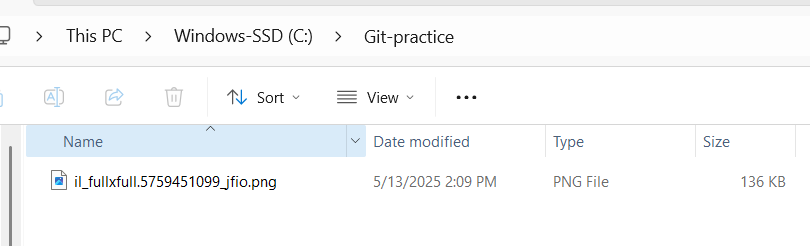 This PC > Windows-SSD (C:) > Git-practice
Sort View
Name Date modified Type Size
il_fullxfull.5759451099_jfio.png 5/13/2025 2:09 PM PNG File 136 KB